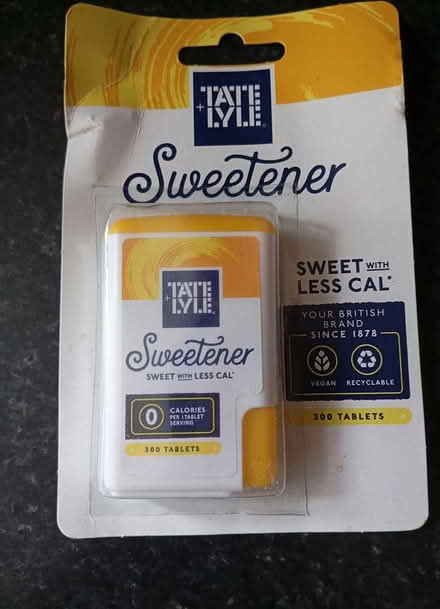 TATE
+
LYLE
Sweetener
SWEET WITH
LESS CAL*
YOUR BRITISH
BRAND
SINCE 1878
VEGAN RECYCLABLE
300 TABLETS
TATE
+
LYLE
Sweetener
SWEET WITH LESS CAL*
0 CALORIES
PER 1 TABLET
SERVING
300 TABLETS